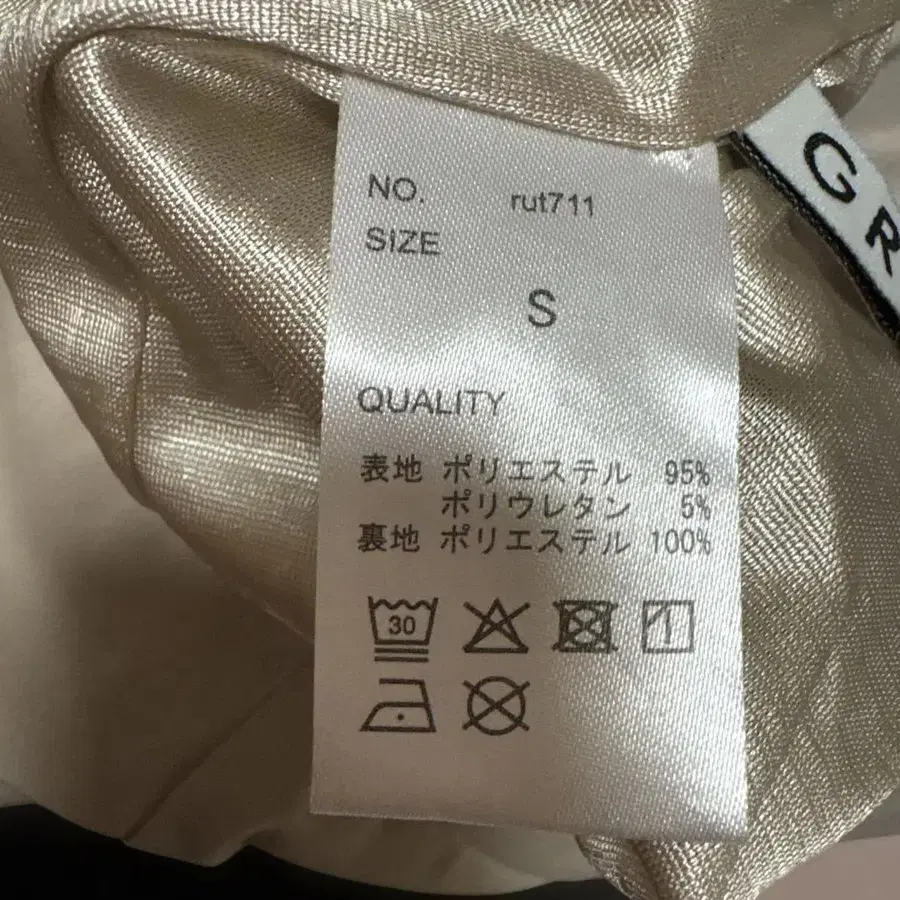 NO. rut711
SIZE
S
QUALITY
表地 ポリエステル 95%
ポリウレタン 5%
裏地 ポリエステル 100%
30
GR